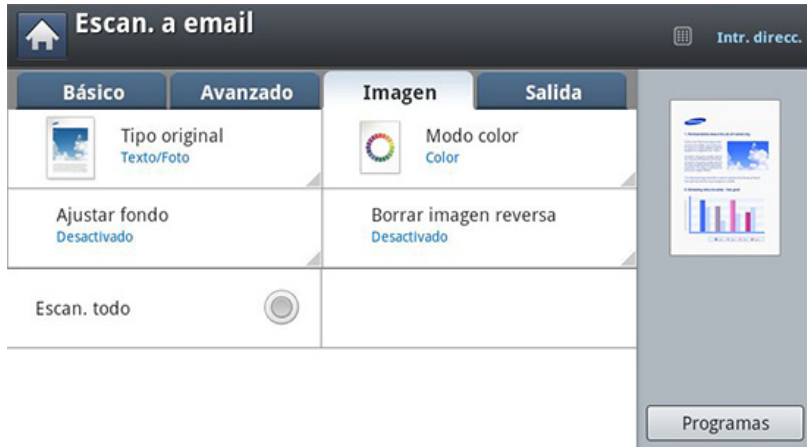 Escan. a email
Intr. direcc.
Básico
Avanzado
Imagen
Salida
Tipo original
Texto/Foto
Modo color
Color
Ajustar fondo
Desactivado
Borrar imagen reversa
Desactivado
Escan. todo
Programas